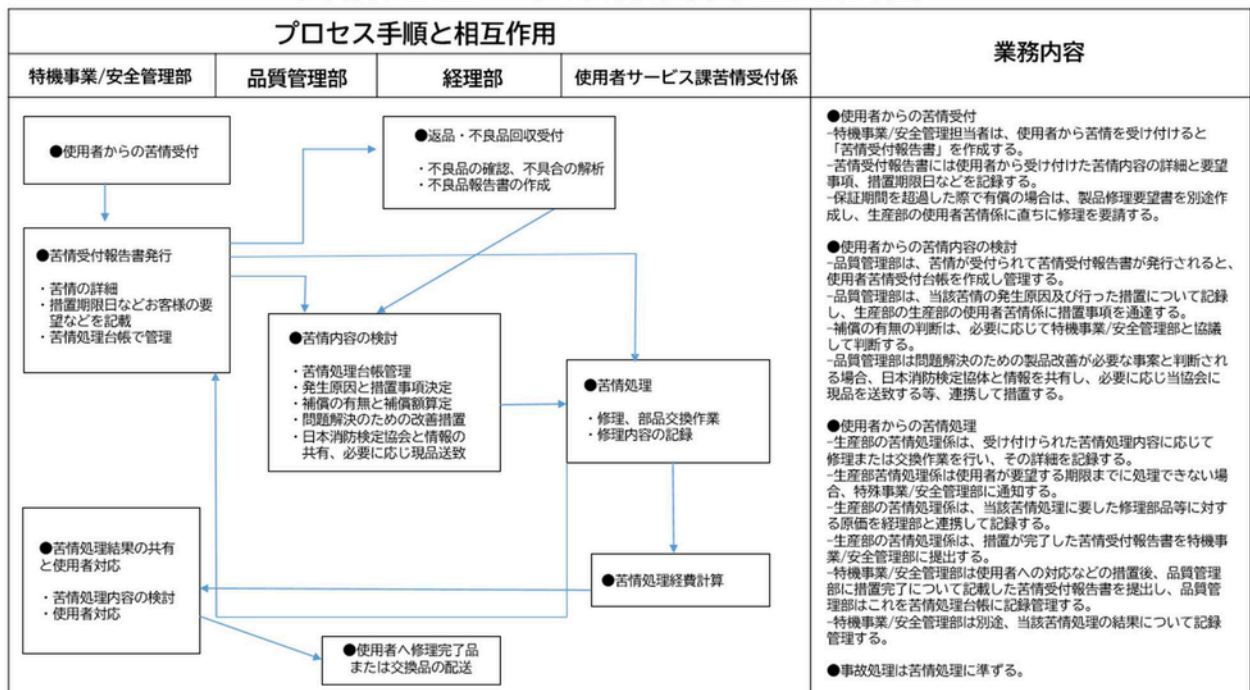 プロセス手順と相互作用
業務内容
特機事業/安全管理部
品質管理部
経理部
使用者サービス課苦情受付係
●使用者からの苦情受付
●返品・不良品回収受付
・不良品の確認、不具合の解析
・不良品報告書の作成
●苦情受付報告書発行
・苦情の詳細
・措置期限日などお客様の要
望などを記載
・苦情処理台帳で管理
●苦情内容の検討
・苦情処理台帳管理
・発生原因と措置事項決定
・補償の有無と補償額算定
・問題解決のための改善措置
・日本消防検定協会と情報の
共有、必要に応じ現品送致
●苦情処理
・修理、部品交換作業
・修理内容の記録
●苦情処理結果の共有
と使用者対応
・苦情処理内容の検討
・使用者対応
●苦情処理経費計算
●使用者へ修理完了品
または交換品の配送
●使用者からの苦情受付
–特機事業/安全管理担当者は、使用者から苦情を受け付けると
「苦情受付報告書」を作成する。
–苦情受付報告書には使用者から受け付けた苦情内容の詳細と要望
事項、措置期限日などを記録する。
–保証期間を超過した際で有償の場合は、製品修理要望書を別途作
成し、生産部の使用者苦情係に直ちに修理を要請する。
●使用者からの苦情内容の検討
–品質管理部は、苦情が受付られて苦情受付報告書が発行されると、
使用者苦情受付台帳を作成し管理する。
–品質管理部は、当該苦情の発生原因及び行った措置について記録
し、生産部の生産部の使用者苦情係に措置事項を通達する。
–補償の有無の判断は、必要に応じて特機事業/安全管理部と協議
して判断する。
–品質管理部は問題解決のための製品改善が必要な事案と判断され
る場合、日本消防検定協体と情報を共有し、必要に応じ当協会に
現品を送致する等、連携して措置する。
●使用者からの苦情処理
–生産部の苦情処理係は、受け付けられた苦情処理内容に応じて
修理または交換作業を行い、その詳細を記録する。
–生産部苦情処理係は使用者が要望する期限までに処理できない場
合、特殊事業/安全管理部に通知する。
–生産部の苦情処理係は、当該苦情処理に要した修理部品等に対す
る原価を経理部と連携して記録する。
–生産部の苦情処理係は、措置が完了した苦情受付報告書を特機事
業/安全管理部に提出する。
–特機事業/安全管理部は使用者への対応などの措置後、品質管理
部に措置完了について記載した苦情受付報告書を提出し、品質管
理部はこれを苦情処理台帳に記録管理する。
–特機事業/安全管理部は別途、当該苦情処理の結果について記録
管理する。
●事故処理は苦情処理に準ずる。